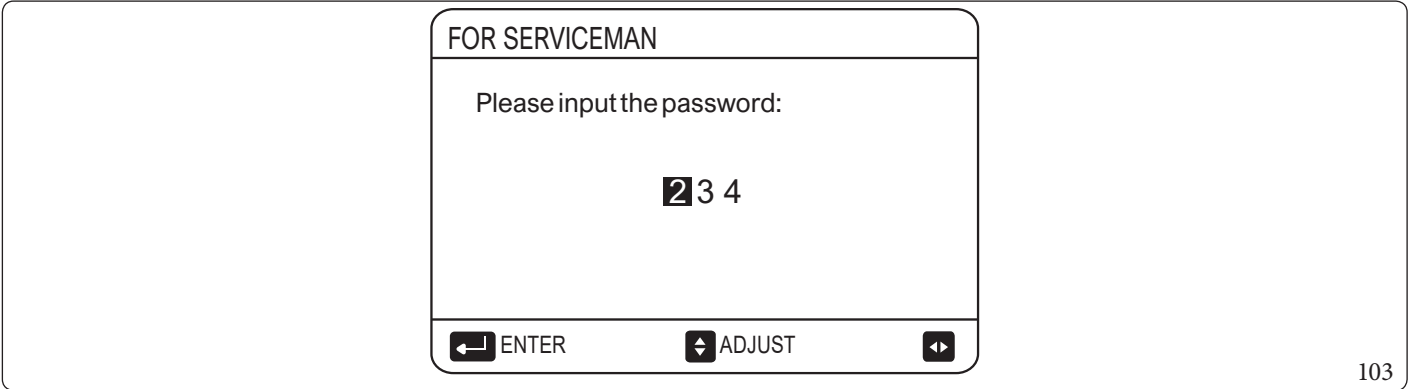 FOR SERVICEMAN
Please input the password:
2 3 4
ENTER ADJUST
103